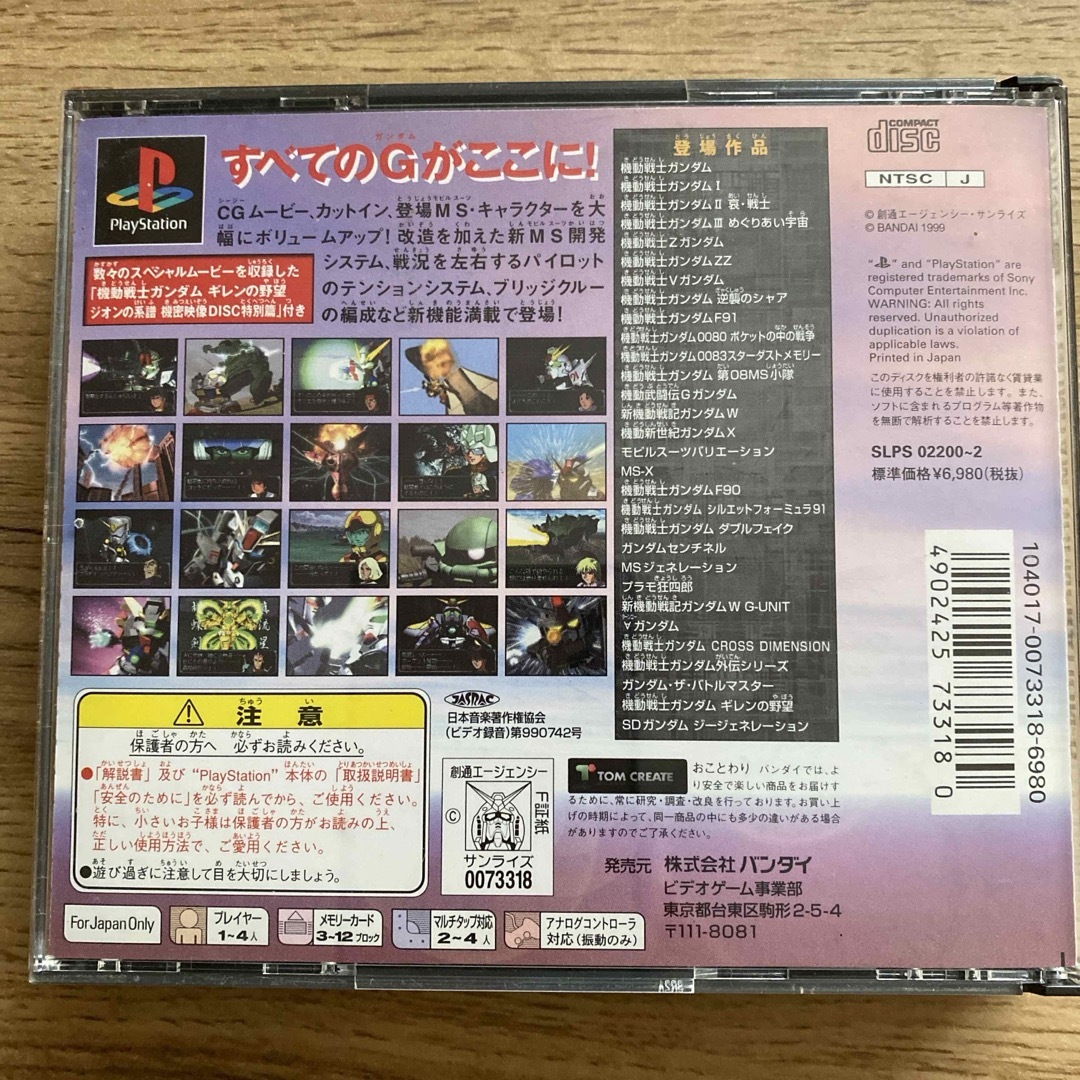 PlayStation
すべてのGがここに!
ガンダム
CGムービー、カットイン、登場MS・キャラクターを大
幅にボリュームアップ!改造を加えた新MS開発
システム、戦況を左右するパイロット
のテンションシステム、ブリッジクルー
の編成など新機能満載で登場!
数々のスペシャルムービーを収録した
「機動戦士ガンダム ギレンの野望
ジオンの系譜 機密映像DISC特別篇」付き
登場作品
機動戦士ガンダム
機動戦士ガンダムⅠ
機動戦士ガンダムⅡ 哀・戦士
機動戦士ガンダムⅢ めぐりあい宇宙
機動戦士Zガンダム
機動戦士ガンダムZZ
機動戦士Vガンダム
機動戦士ガンダム 逆襲のシャア
機動戦士ガンダムF91
機動戦士ガンダム0080 ポケットの中の戦争
機動戦士ガンダム0083スターダストメモリー
機動戦士ガンダム 第08MS小隊
機動武闘伝Gガンダム
新機動戦記ガンダムW
機動新世紀ガンダムX
モビルスーツバリエーション
MS-X
機動戦士ガンダムF90
機動戦士ガンダム シルエットフォーミュラ91
機動戦士ガンダム ダブルフェイク
ガンダムセンチネル
MSジェネレーション
プラモ狂四郎
新機動戦記ガンダムW G-UNIT
∀ガンダム
機動戦士ガンダム CROSS DIMENSION
機動戦士ガンダム外伝シリーズ
ガンダム・ザ・バトルマスター
機動戦士ガンダム ギレンの野望
SDガンダム ジージェネレーション
COMPACT
disc
NTSC J
© 創通エージェンシー・サンライズ
© BANDAI 1999
" " and "PlayStation" are
registered trademarks of Sony
Computer Entertainment Inc.
WARNING: All rights
reserved. Unauthorized
duplication is a violation of
applicable laws.
Printed in Japan
このディスクを権利者の許諾なく賃貸業
に使用することを禁止します。また、
ソフトに含まれるプログラム等著作物
を無断で解析することを禁止します。
SLPS 02200~2
標準価格¥6,980(税抜)
4902425 733180
104017-0073318-6980
注意
保護者の方へ 必ずお読みください。
●「解説書」及び"PlayStation"本体の「取扱説明書」
「安全のために」を必ず読んでから、ご使用ください。
特に、小さいお子様は保護者の方がお読みの上、
正しい使用方法で、ご愛用ください。
●遊び過ぎに注意して目を大切にしましょう。
JASRAC
日本音楽著作権協会
(ビデオ録音)第990742号
創通エージェンシー
©
証紙
サンライズ
0073318
TOM CREATE
おことわり バンダイでは、よ
り安全で楽しい商品をお届けす
るために、常に研究・調査・改良を行っております。お買い上
げの時期によって、同一商品の中にも多少の違いがある場合
がありますのでご了承ください。
発売元 株式会社 バンダイ
ビデオゲーム事業部
東京都台東区駒形2-5-4
〒111-8081
For Japan Only
プレイヤー
1~4人
メモリーカード
3~12ブロック
マルチタップ対応
2~4人
アナログコントローラ
対応(振動のみ)